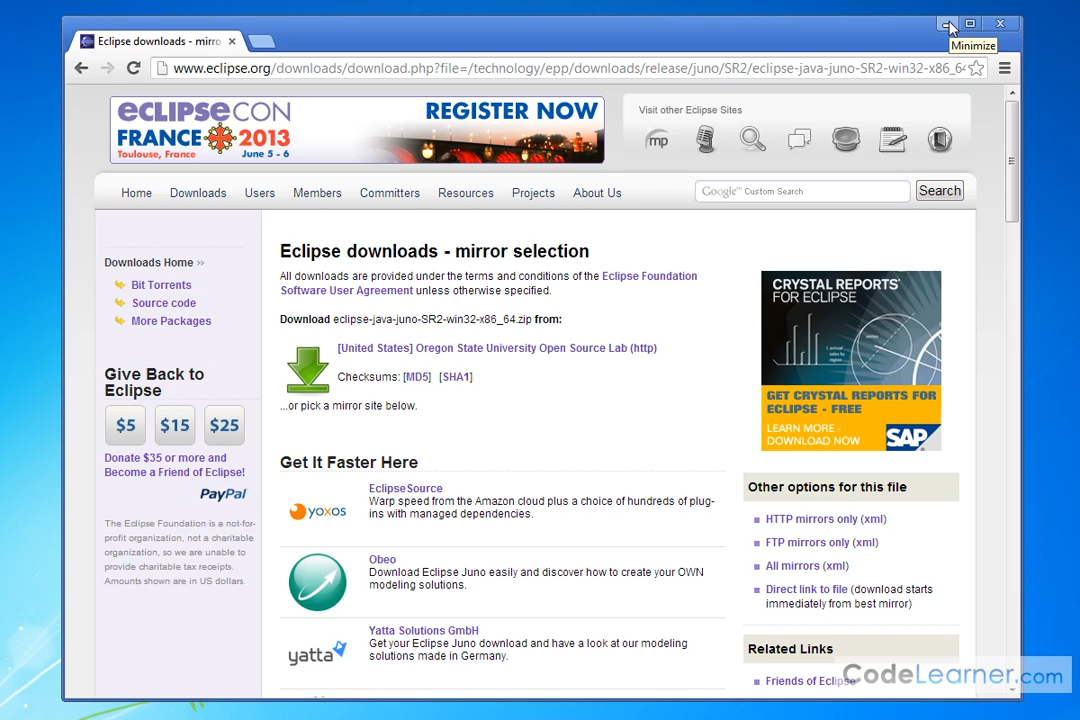 Eclipse downloads - mirro
Minimize
www.eclipse.org/downloads/download.php?file=/technology/epp/downloads/release/juno/SR2/eclipse-java-juno-SR2-win32-x86_64
eclipsecon
FRANCE 2013
Toulouse, France June 5 - 6
REGISTER NOW
Visit other Eclipse Sites
mp
Home Downloads Users Members Committers Resources Projects About Us
Google™ Custom Search
Search
Downloads Home »
Bit Torrents
Source code
More Packages
Give Back to
Eclipse
$5 $15 $25
Donate $35 or more and
Become a Friend of Eclipse!
PayPal
The Eclipse Foundation is a not-for-
profit organization, not a charitable
organization, so we are unable to
provide charitable tax receipts.
Amounts shown are in US dollars.
Eclipse downloads - mirror selection
All downloads are provided under the terms and conditions of the Eclipse Foundation
Software User Agreement unless otherwise specified.
Download eclipse-java-juno-SR2-win32-x86_64.zip from:
[United States] Oregon State University Open Source Lab (http)
Checksums: [MD5] [SHA1]
...or pick a mirror site below.
Get It Faster Here
yoxos
EclipseSource
Warp speed from the Amazon cloud plus a choice of hundreds of plug-
ins with managed dependencies.
Obeo
Download Eclipse Juno easily and discover how to create your OWN
modeling solutions.
yatta
Yatta Solutions GmbH
Get your Eclipse Juno download and have a look at our modeling
solutions made in Germany.
CRYSTAL REPORTS®
FOR ECLIPSE
GET CRYSTAL REPORTS FOR
ECLIPSE - FREE
LEARN MORE -
DOWNLOAD NOW
SAP
Other options for this file
HTTP mirrors only (xml)
FTP mirrors only (xml)
All mirrors (xml)
Direct link to file (download starts
immediately from best mirror)
Related Links
Friends of Eclipse
CodeLearner.com